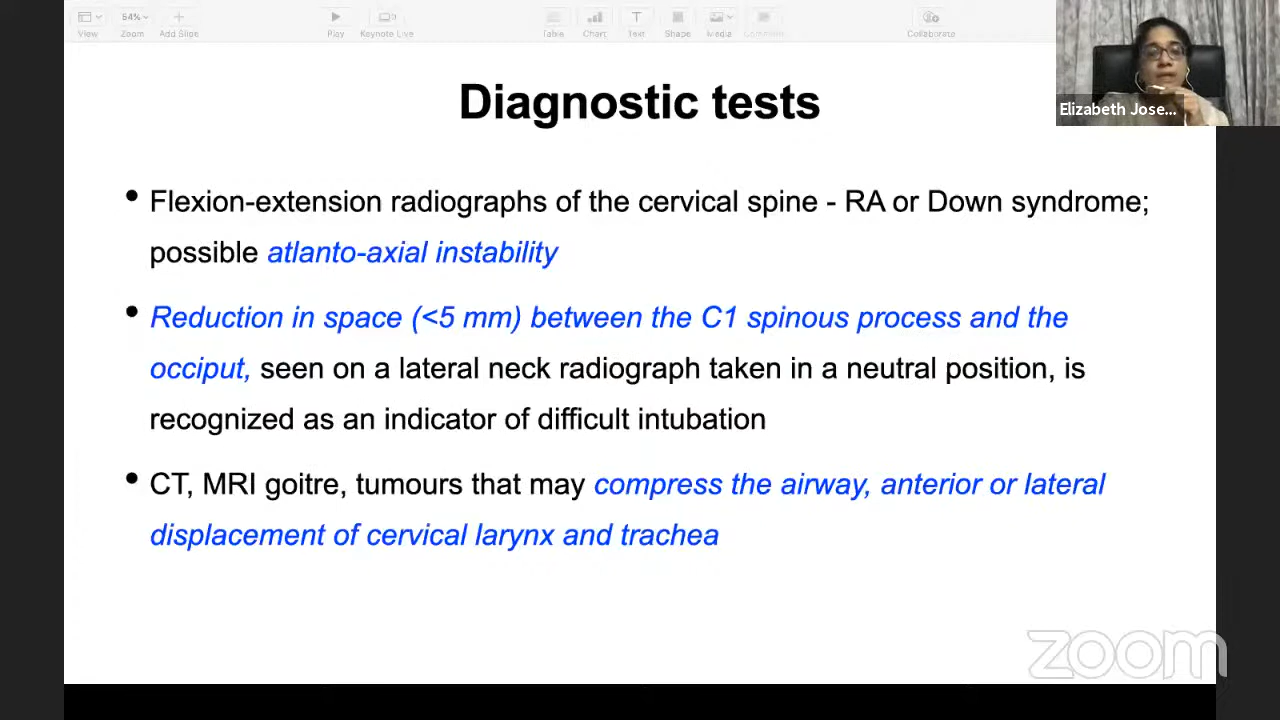 View
54%
Zoom
Add Slide
Play
Keynote Live
Table
Chart
Text
Shape
Media
Comment
Collaborate
Elizabeth Jose...
Diagnostic tests
• Flexion-extension radiographs of the cervical spine - RA or Down syndrome;
possible atlanto-axial instability
• Reduction in space (<5 mm) between the C1 spinous process and the
occiput, seen on a lateral neck radiograph taken in a neutral position, is
recognized as an indicator of difficult intubation
• CT, MRI goitre, tumours that may compress the airway, anterior or lateral
displacement of cervical larynx and trachea
zoom